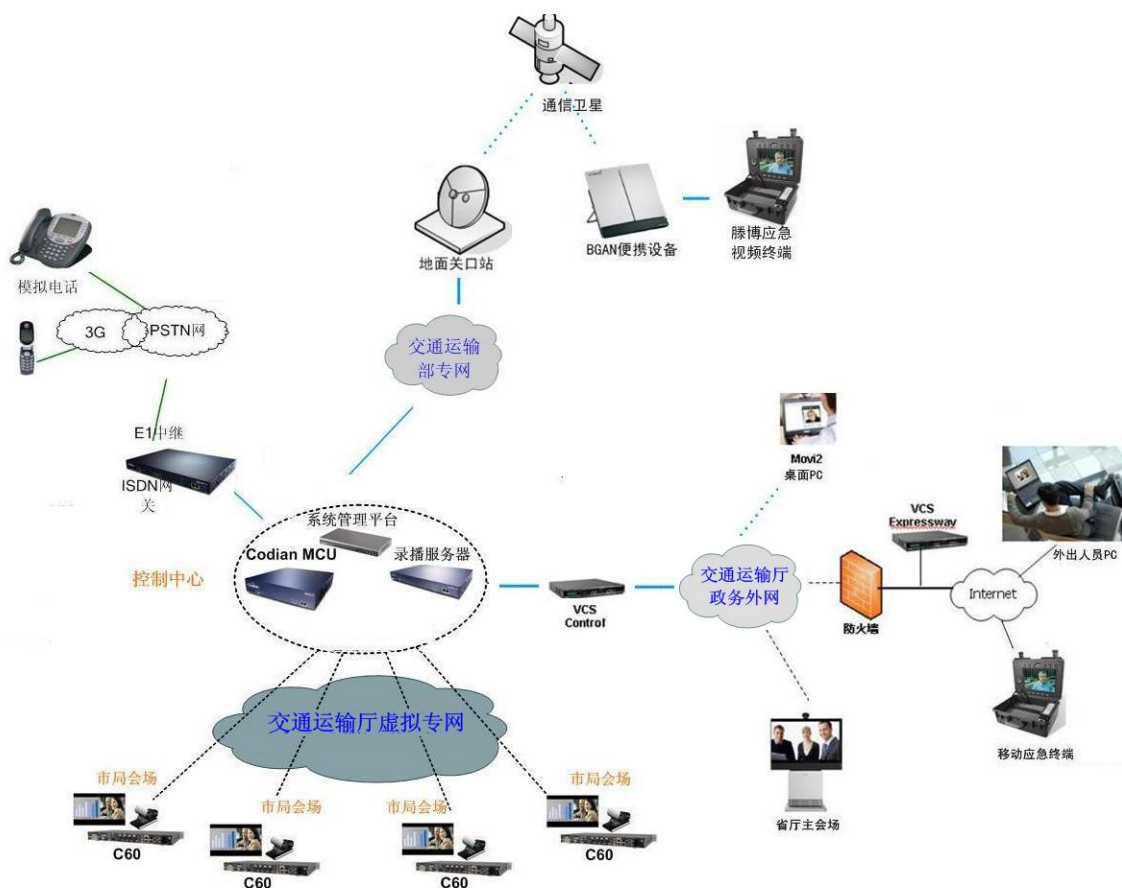 通信卫星
地面关口站
BGAN便携设备
滕博应急
视频终端
模拟电话
3G
PSTN网
交通运输
部专网
E1中继
ISDN网
关
系统管理平台
Codian MCU
录播服务器
控制中心
VCS
Control
Movi2
桌面PC
交通运输厅
政务外网
VCS
Expressway
防火墙
Internet
外出人员PC
移动应急终端
省厅主会场
交通运输厅虚拟专网
市局会场
市局会场
市局会场
市局会场
C60
C60
C60
C60